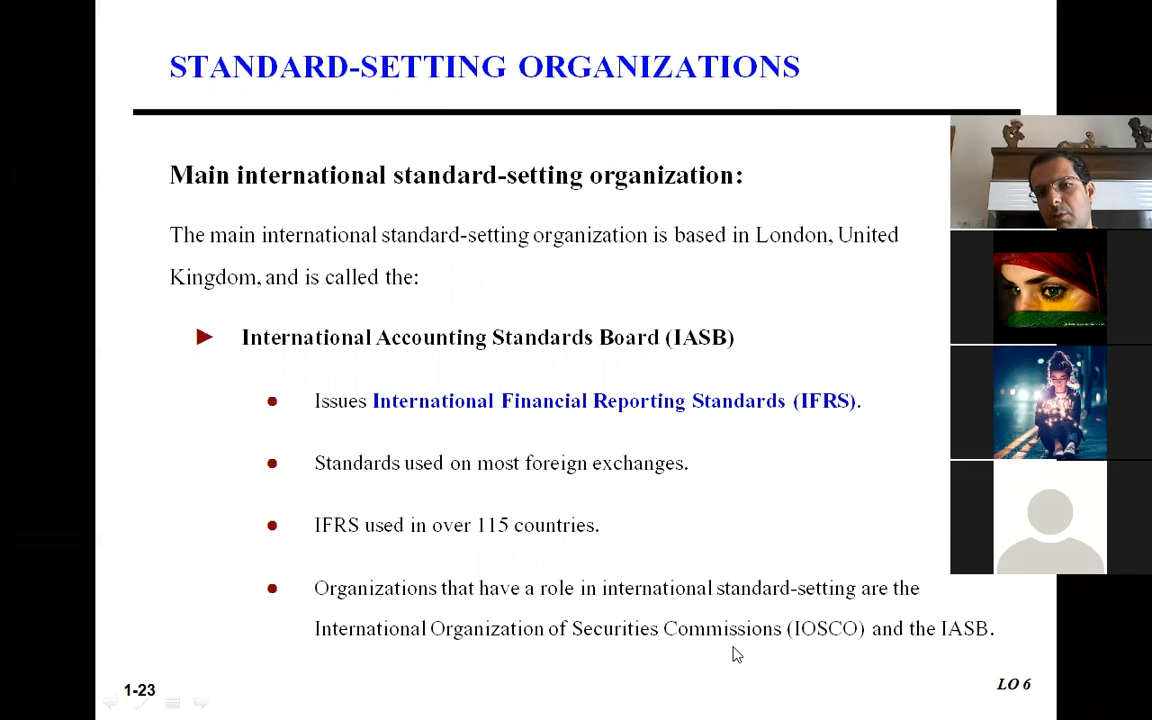 STANDARD-SETTING ORGANIZATIONS
Main international standard-setting organization:
The main international standard-setting organization is based in London, United
Kingdom, and is called the:
International Accounting Standards Board (IASB)
Issues International Financial Reporting Standards (IFRS).
Standards used on most foreign exchanges.
IFRS used in over 115 countries.
Organizations that have a role in international standard-setting are the
International Organization of Securities Commissions (IOSCO) and the IASB.
1-23
LO 6